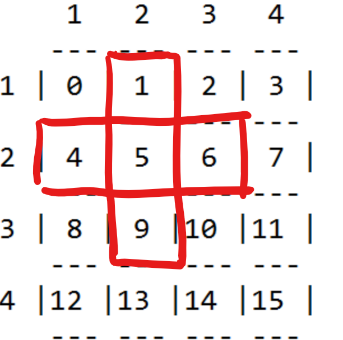 1 2 3 4
--- --- --- ---
1 | 0 1 2 | 3 |
--- ---
2 | 4 5 6 7 |
--- --- --- ---
3 | 8 | 9 |10 |11 |
--- --- --- ---
4 |12 |13 |14 |15 |
--- --- --- ---